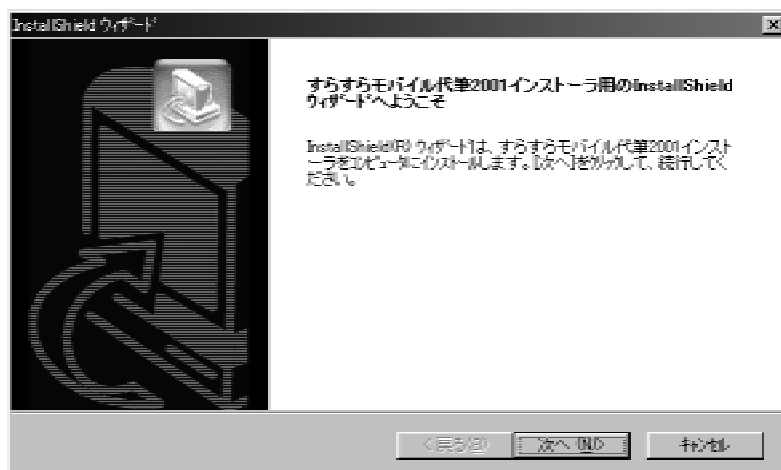 InstallShield ウィザード
すらすらモバイル代筆2001インストーラ用のInstallShield
ウィザードへようこそ
InstallShield(R) ウィザードは、すらすらモバイル代筆2001インスト
ーラをコンピュータにインストールします。[次へ]をクリックして、続行してく
ださい。
< 戻る(B)
次へ (N)>
キャンセル